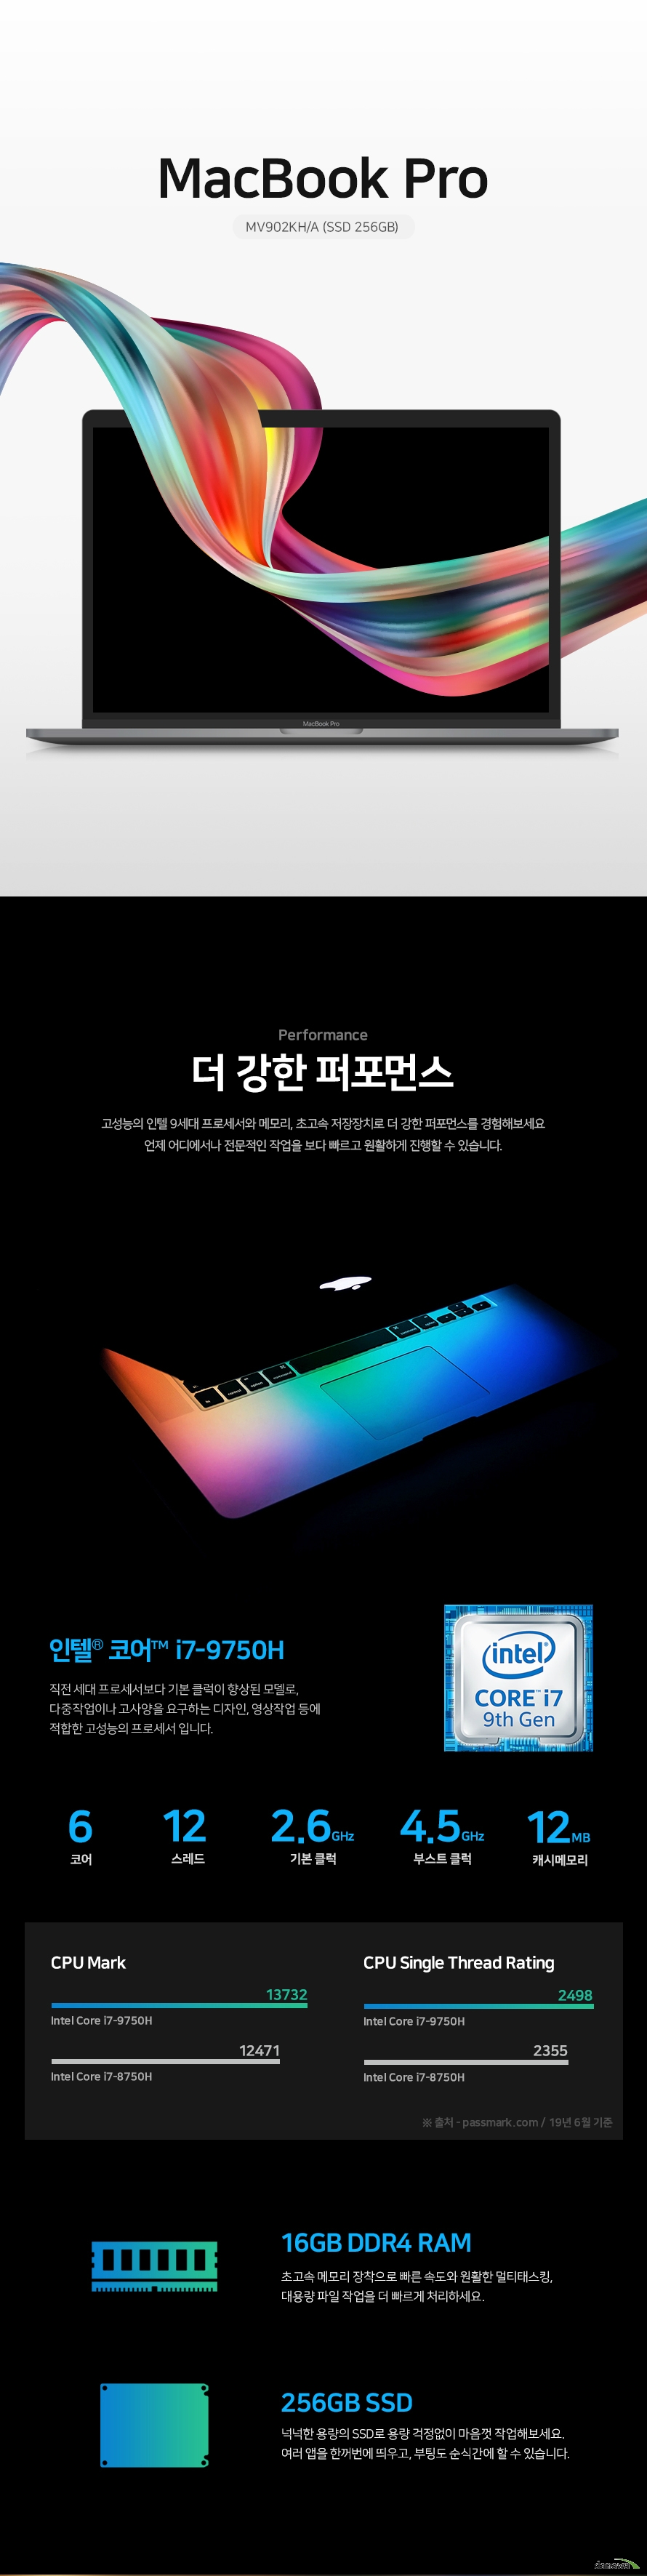 MacBook Pro
MV902KH/A (SSD 256GB)
MacBook Pro
Performance
더 강한 퍼포먼스
고성능의 인텔 9세대 프로세서와 메모리, 초고속 저장장치로 더 강한 퍼포먼스를 경험해보세요
언제 어디에서나 전문적인 작업을 보다 빠르고 원활하게 진행할 수 있습니다.
인텔® 코어™ i7-9750H
직전 세대 프로세서보다 기본 클럭이 향상된 모델로,
다중작업이나 고사양을 요구하는 디자인, 영상작업 등에
적합한 고성능의 프로세서 입니다.
intel®
CORE™ i7
9th Gen
6 12 2.6GHz 4.5GHz 12MB
코어 스레드 기본 클럭 부스트 클럭 캐시메모리
CPU Mark
13732
Intel Core i7-9750H
12471
Intel Core i7-8750H
CPU Single Thread Rating
2498
Intel Core i7-9750H
2355
Intel Core i7-8750H
※ 출처 - passmark.com / 19년 6월 기준
16GB DDR4 RAM
초고속 메모리 장착으로 빠른 속도와 원활한 멀티태스킹,
대용량 파일 작업을 더 빠르게 처리하세요.
256GB SSD
넉넉한 용량의 SSD로 용량 걱정없이 마음껏 작업해보세요.
여러 앱을 한꺼번에 띄우고, 부팅도 순식간에 할 수 있습니다.